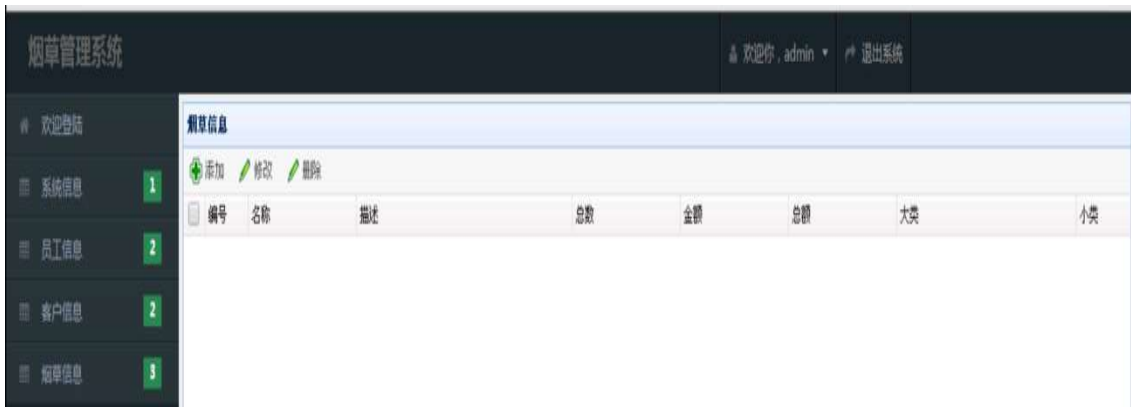 烟草管理系统
欢迎你 , admin 退出系统
欢迎登陆
系统信息 1
员工信息 2
客户信息 2
烟草信息 3
烟草信息
添加 修改 删除
编号 名称 描述 总数 金额 总额 大类 小类